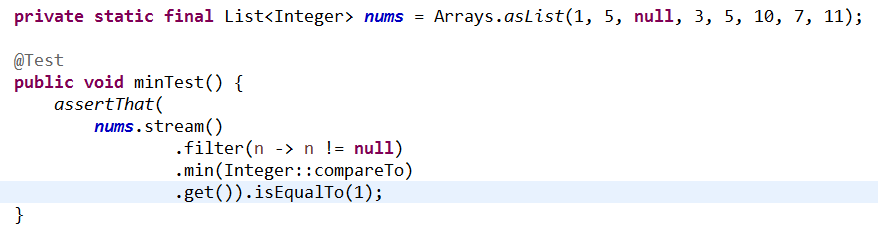 private static final List<Integer> nums = Arrays.asList(1, 5, null, 3, 5, 10, 7, 11);
@Test
public void minTest() {
    assertThat(
        nums.stream()
                .filter(n -> n != null)
                .min(Integer::compareTo)
                .get()).isEqualTo(1);
}